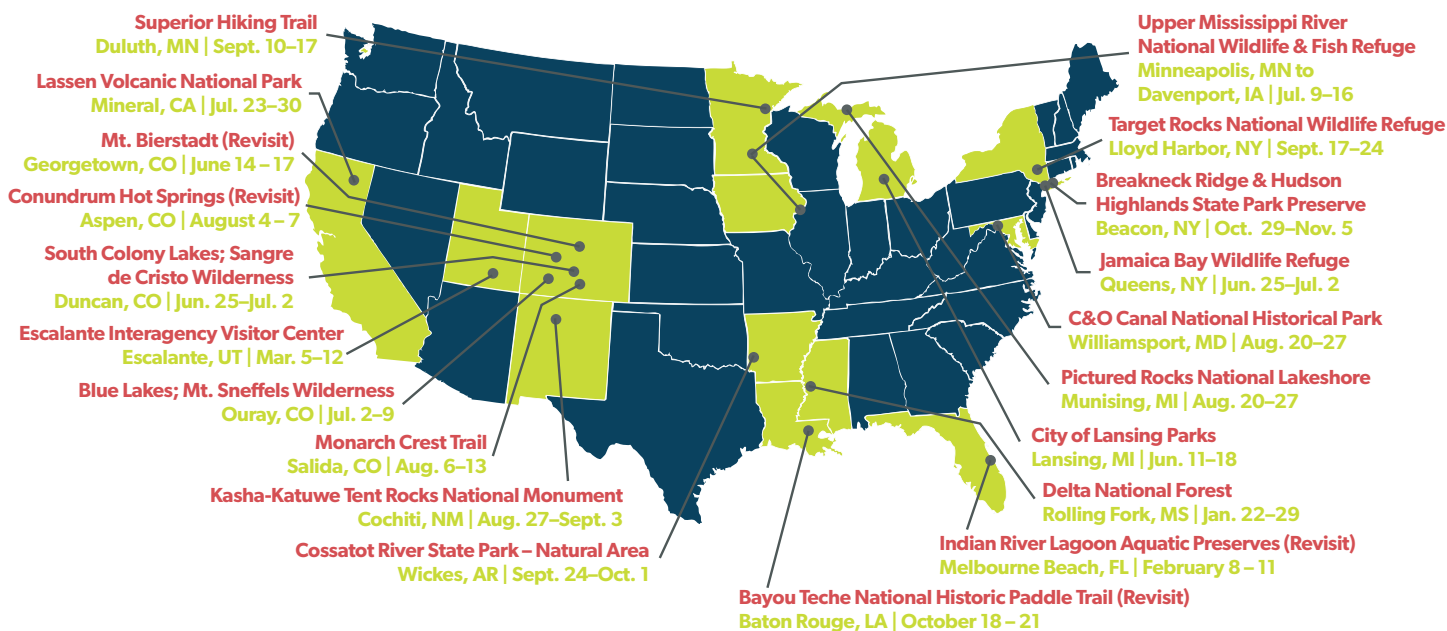 Superior Hiking Trail
Duluth, MN | Sept. 10–17
Lassen Volcanic National Park
Mineral, CA | Jul. 23–30
Mt. Bierstadt (Revisit)
Georgetown, CO | June 14 – 17
Conundrum Hot Springs (Revisit)
Aspen, CO | August 4 – 7
South Colony Lakes; Sangre
de Cristo Wilderness
Duncan, CO | Jun. 25–Jul. 2
Escalante Interagency Visitor Center
Escalante, UT | Mar. 5–12
Blue Lakes; Mt. Sneffels Wilderness
Ouray, CO | Jul. 2–9
Monarch Crest Trail
Salida, CO | Aug. 6–13
Kasha-Katuwe Tent Rocks National Monument
Cochiti, NM | Aug. 27–Sept. 3
Cossatot River State Park – Natural Area
Wickes, AR | Sept. 24–Oct. 1
Upper Mississippi River
National Wildlife & Fish Refuge
Minneapolis, MN to
Davenport, IA | Jul. 9–16
Target Rocks National Wildlife Refuge
Lloyd Harbor, NY | Sept. 17–24
Breakneck Ridge & Hudson
Highlands State Park Preserve
Beacon, NY | Oct. 29–Nov. 5
Jamaica Bay Wildlife Refuge
Queens, NY | Jun. 25–Jul. 2
C&O Canal National Historical Park
Williamsport, MD | Aug. 20–27
Pictured Rocks National Lakeshore
Munising, MI | Aug. 20–27
City of Lansing Parks
Lansing, MI | Jun. 11–18
Delta National Forest
Rolling Fork, MS | Jan. 22–29
Indian River Lagoon Aquatic Preserves (Revisit)
Melbourne Beach, FL | February 8 – 11
Bayou Teche National Historic Paddle Trail (Revisit)
Baton Rouge, LA | October 18 – 21